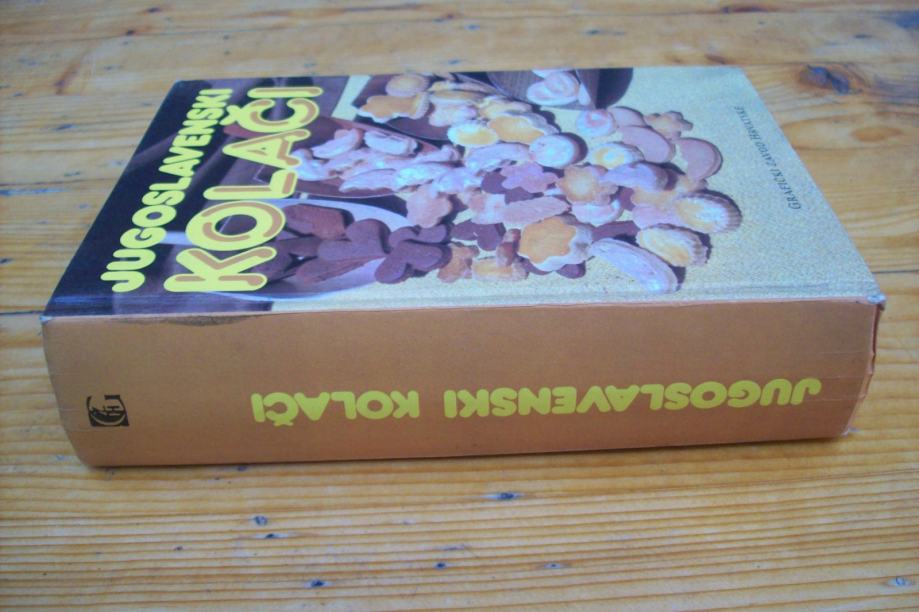 JUGOSLAVENSKI
KOLAČI
GRAFIČKI ZAVOD HRVATSKE
JUGOSLAVENSKI KOLAČI